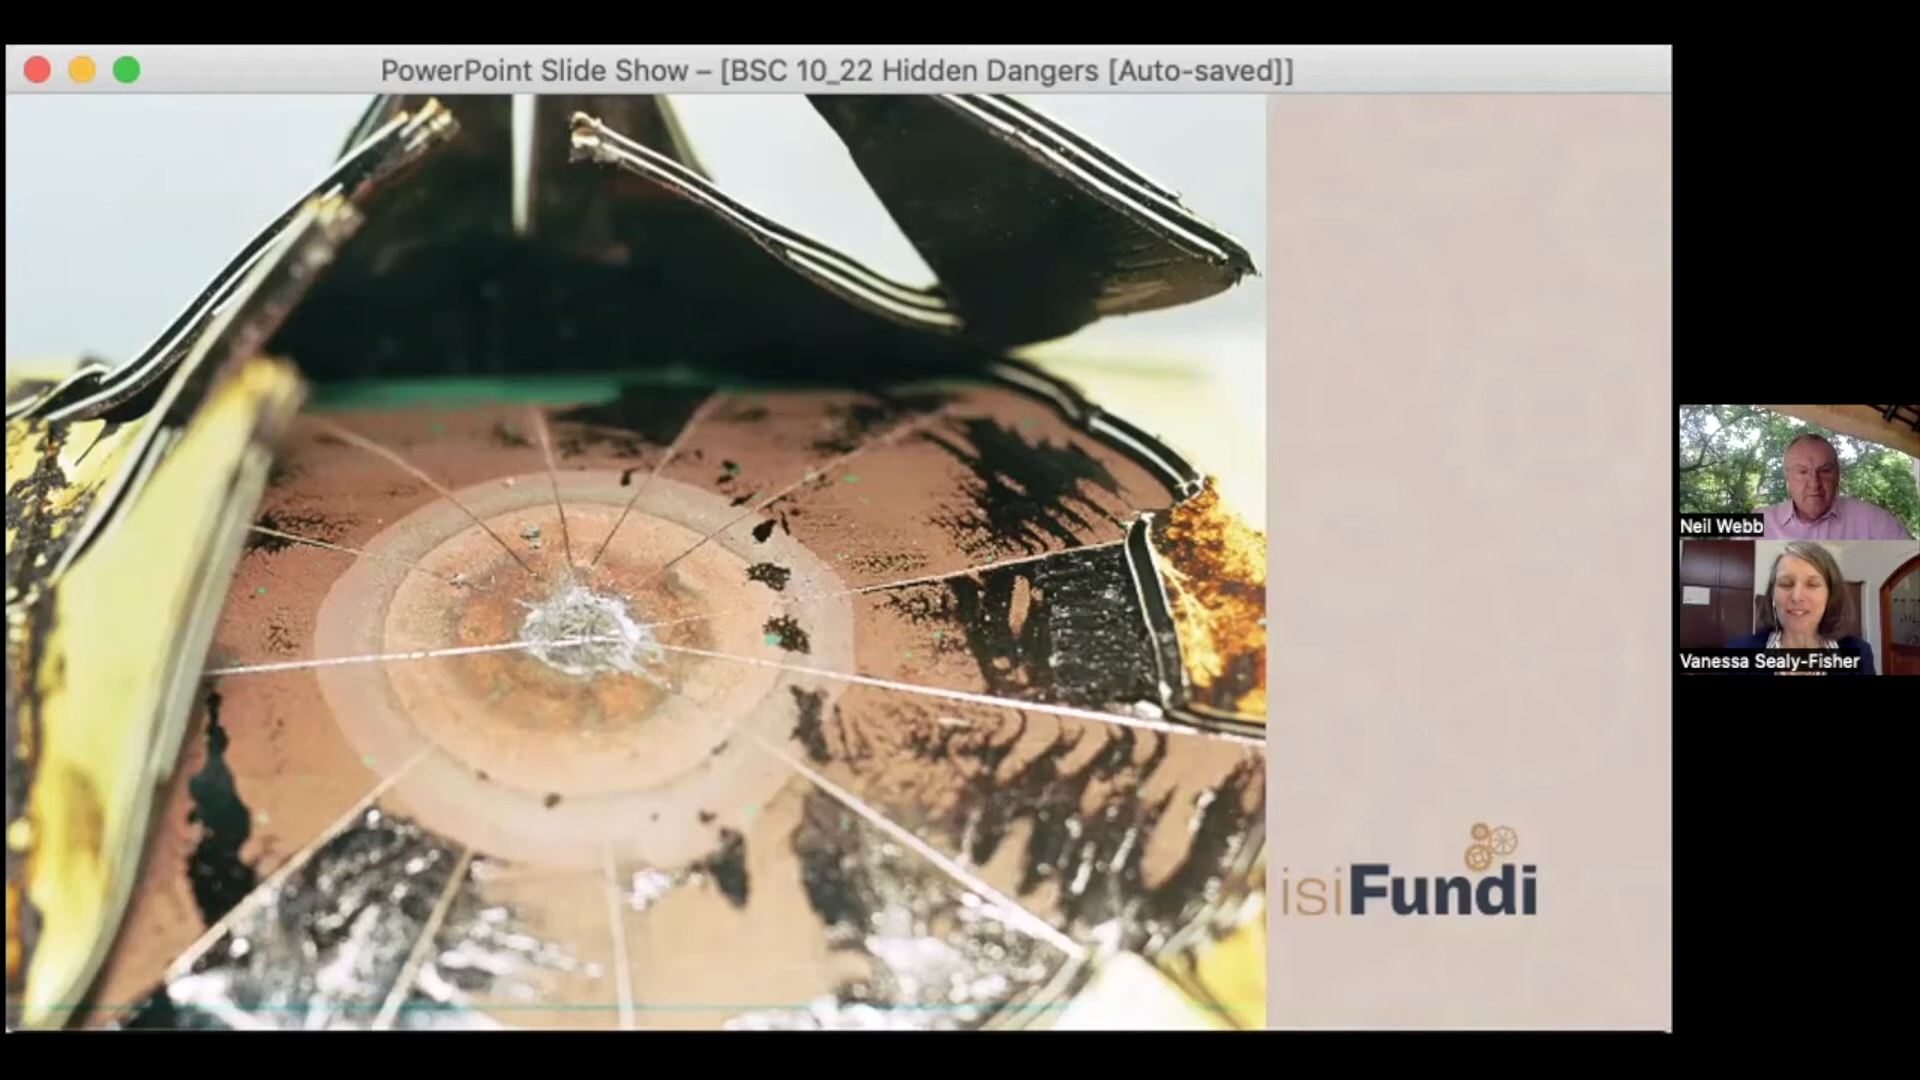 PowerPoint Slide Show – [BSC 10_22 Hidden Dangers [Auto-saved]]
Neil Webb
Vanessa Sealy-Fisher
isiFundi